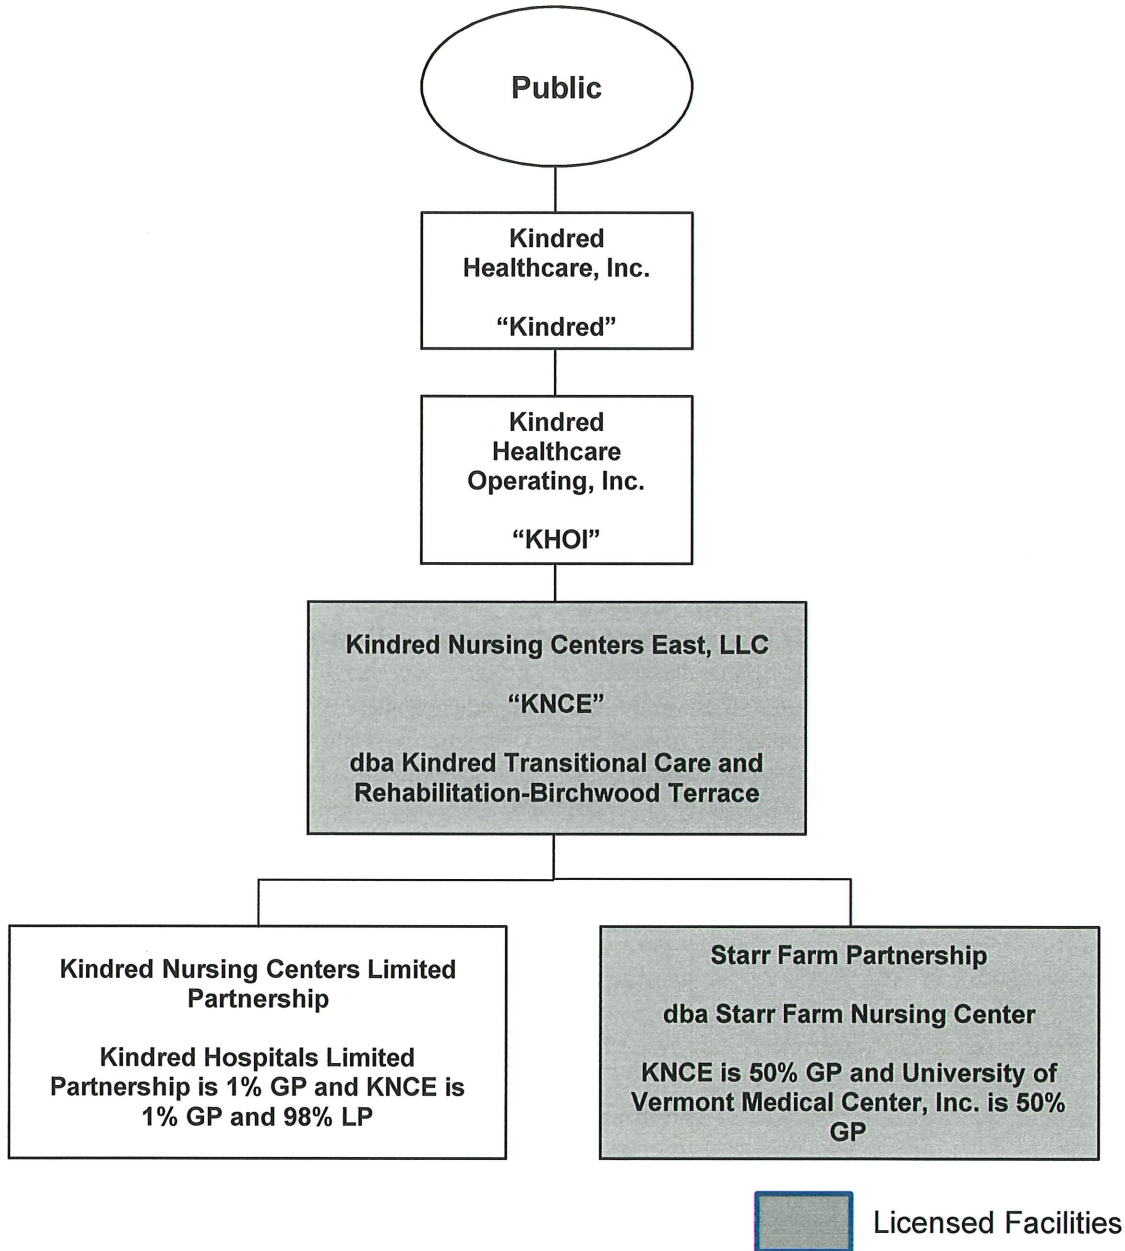 Public
Kindred
Healthcare, Inc.
“Kindred”
Kindred
Healthcare
Operating, Inc.
“KHOI”
Kindred Nursing Centers East, LLC
“KNCE”
dba Kindred Transitional Care and
Rehabilitation-Birchwood Terrace
Kindred Nursing Centers Limited
Partnership
Kindred Hospitals Limited
Partnership is 1% GP and KNCE is
1% GP and 98% LP
Starr Farm Partnership
dba Starr Farm Nursing Center
KNCE is 50% GP and University of
Vermont Medical Center, Inc. is 50%
GP
Licensed Facilities